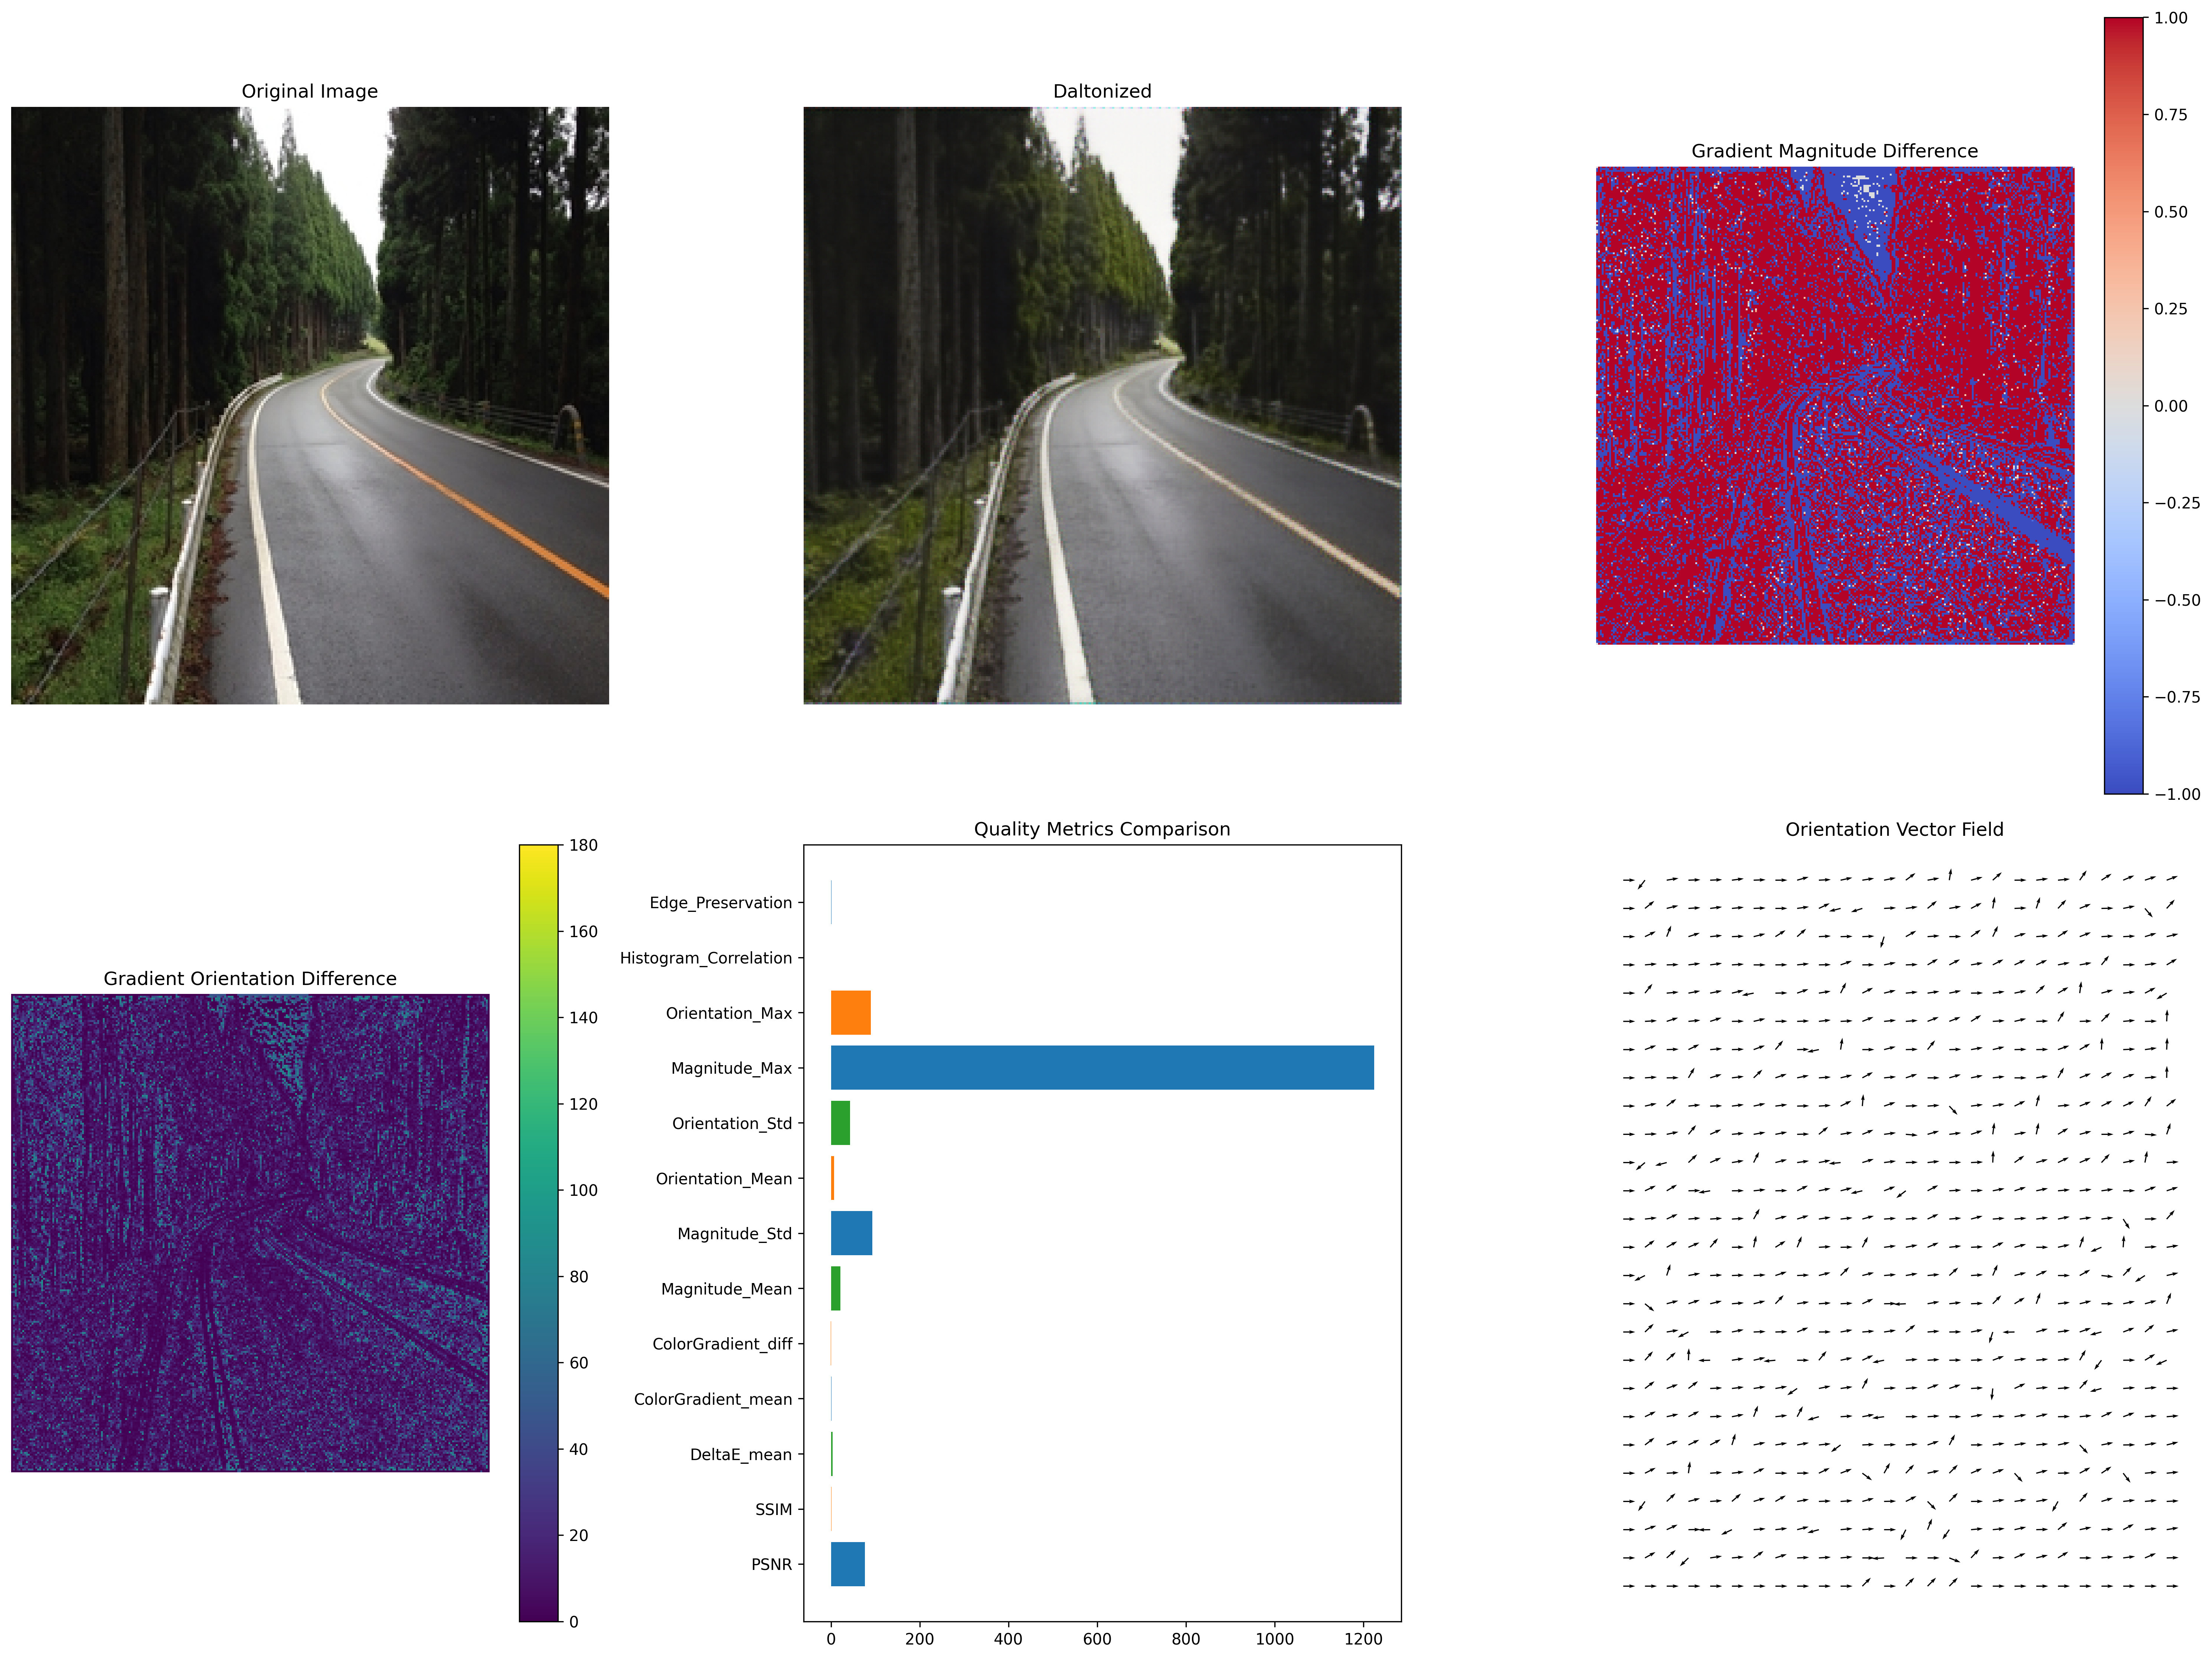 Original Image
Daltonized
Gradient Magnitude Difference
1.00
0.75
0.50
0.25
0.00
−0.25
−0.50
−0.75
−1.00
Gradient Orientation Difference
180
160
140
120
100
80
60
40
20
0
Quality Metrics Comparison
Edge_Preservation
Histogram_Correlation
Orientation_Max
Magnitude_Max
Orientation_Std
Orientation_Mean
Magnitude_Std
Magnitude_Mean
ColorGradient_diff
ColorGradient_mean
DeltaE_mean
SSIM
PSNR
0 200 400 600 800 1000 1200
Orientation Vector Field